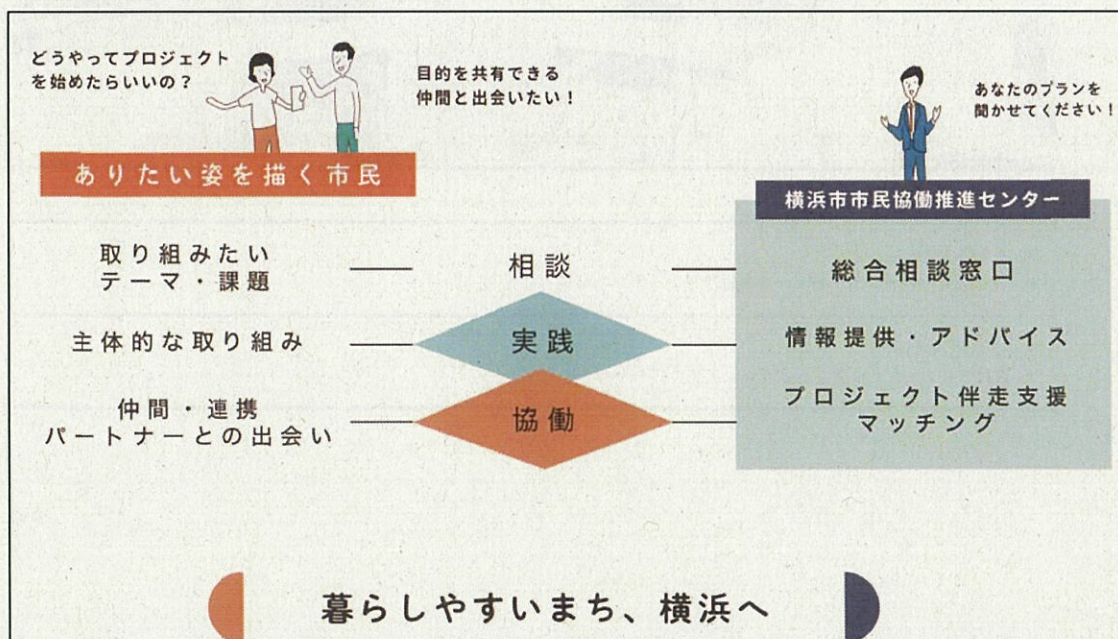 どうやってプロジェクト
を始めたらいいの？
目的を共有できる
仲間と出会いたい！
あなたのプランを
聞かせてください！
ありたい姿を描く市民
横浜市市民協働推進センター
取り組みたい
テーマ・課題
相談
総合相談窓口
主体的な取り組み
実践
情報提供・アドバイス
仲間・連携
パートナーとの出会い
協働
プロジェクト伴走支援
マッチング
暮らしやすいまち、横浜へ